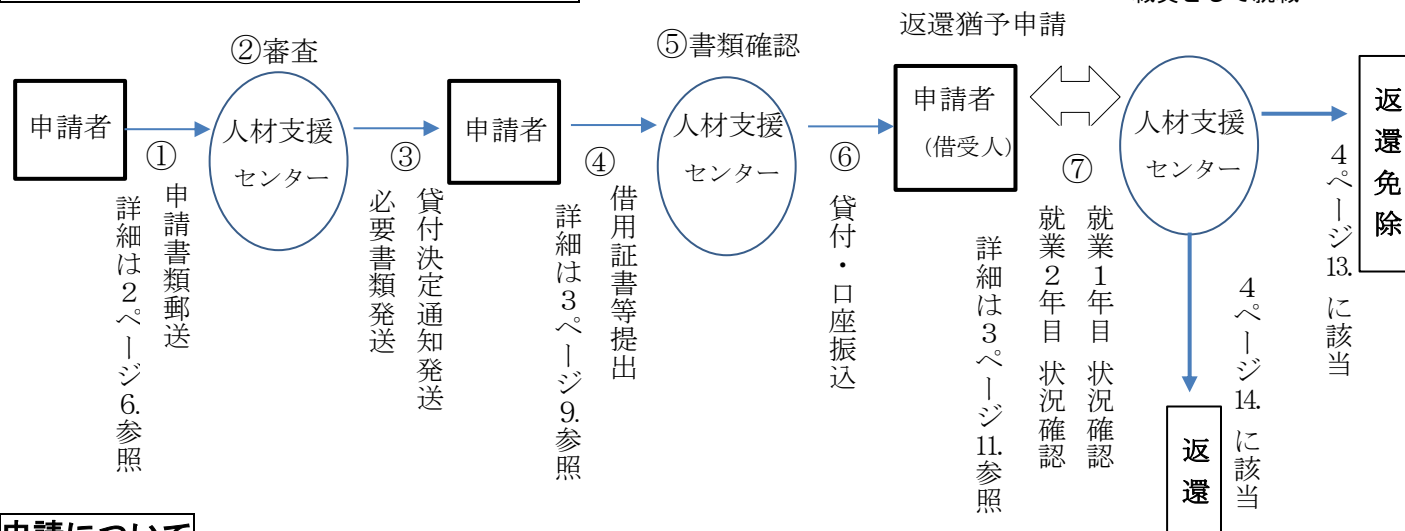 職員として就職
返還猶予申請
②審査
⑤書類確認
申請者
①
申請書類郵送
詳細は２ページ6.参照
人材支援
センター
③
貸付決定通知発送
必要書類発送
申請者
④
借用証書等提出
詳細は３ページ9.参照
人材支援
センター
⑥
貸付・口座振込
申請者
（借受人）
⑦
就業１年目 状況確認
就業２年目 状況確認
詳細は３ページ11.参照
人材支援
センター
返還免除
４ページ13.に該当
４ページ14.に該当
返還
申請について